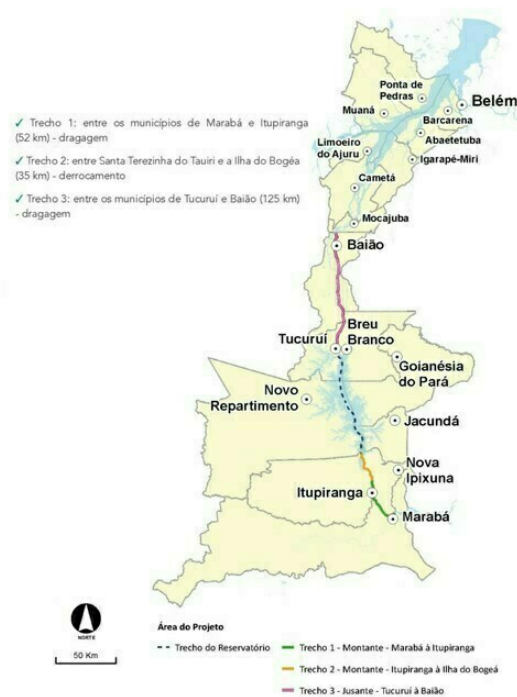 ✓ Trecho 1: entre os municípios de Marabá e Itupiranga
(52 km) - dragagem
✓ Trecho 2: entre Santa Terezinha do Tauiri e a Ilha do Bogéa
(35 km) - derrocamento
✓ Trecho 3: entre os municípios de Tucuruí e Baião (125 km)
- dragagem
Ponta de
Pedras
Belém
Muaná
Barcarena
Abaetetuba
Limoeiro
do Ajuru
Igarapé-Miri
Cametá
Mocajuba
Baião
Breu
Branco
Tucuruí
Goianésia
do Pará
Novo
Repartimento
Jacundá
Nova
Ipixuna
Itupiranga
Marabá
NORTE
50 Km
Área do Projeto
Trecho do Reservatório
Trecho 1 - Montante - Marabá à Itupiranga
Trecho 2 - Montante - Itupiranga à Ilha do Bogeá
Trecho 3 - Jusante - Tucuruí à Baião